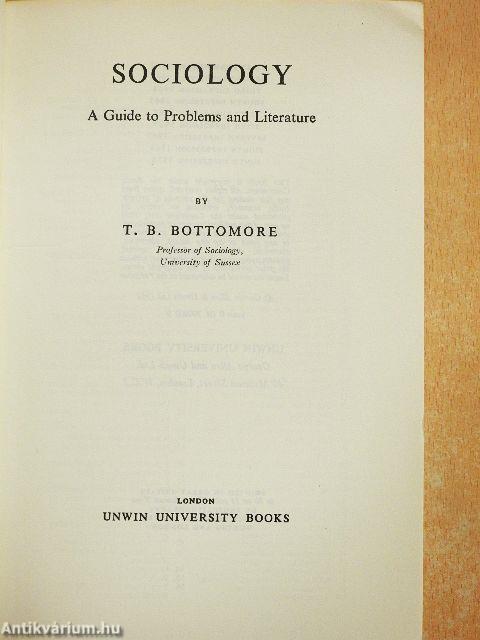 SOCIOLOGY
A Guide to Problems and Literature
BY
T. B. BOTTOMORE
Professor of Sociology,
University of Sussex
LONDON
UNWIN UNIVERSITY BOOKS
Antikvárium.hu